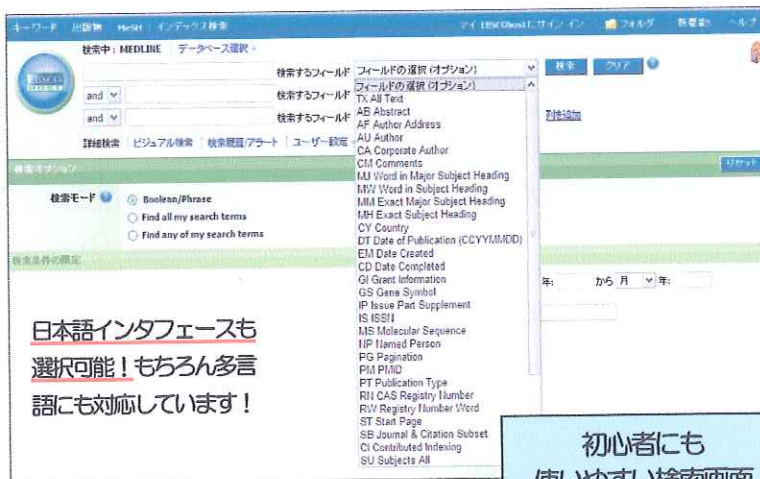 キーワード 出版物 MeSH インデックス検索 マイ EBSCOhostにサインイン フォルダ 新機能! ヘルプ
検索中: MEDLINE データベース選択
検索するフィールド フィールドの選択 (オプション) 検索 クリア
and 検索するフィールド
and 検索するフィールド 列を追加
詳細検索 ビジュアル検索 検索履歴/アラート ユーザー設定
フィールドの選択 (オプション)
TX All Text
AB Abstract
AF Author Address
AU Author
CA Corporate Author
CM Comments
MJ Word in Major Subject Heading
MW Word in Subject Heading
MM Exact Major Subject Heading
MH Exact Subject Heading
CY Country
DT Date of Publication (CCYYMMDD)
EM Date Created
CD Date Completed
GI Grant Information
GS Gene Symbol
IP Issue Part Supplement
IS ISSN
MS Molecular Sequence
NP Named Person
PG Pagination
PM PMID
PT Publication Type
RN CAS Registry Number
RW Registry Number Word
ST Start Page
SB Journal & Citation Subset
CI Contributed Indexing
SU Subjects All
検索オプション リセット
検索モード Boolean/Phrase
Find all my search terms
Find any of my search terms
検索条件の限定
年: から 月 年:
日本語インタフェースも
選択可能!もちろん多言
語にも対応しています!
初心者にも
使いやすい検索画面